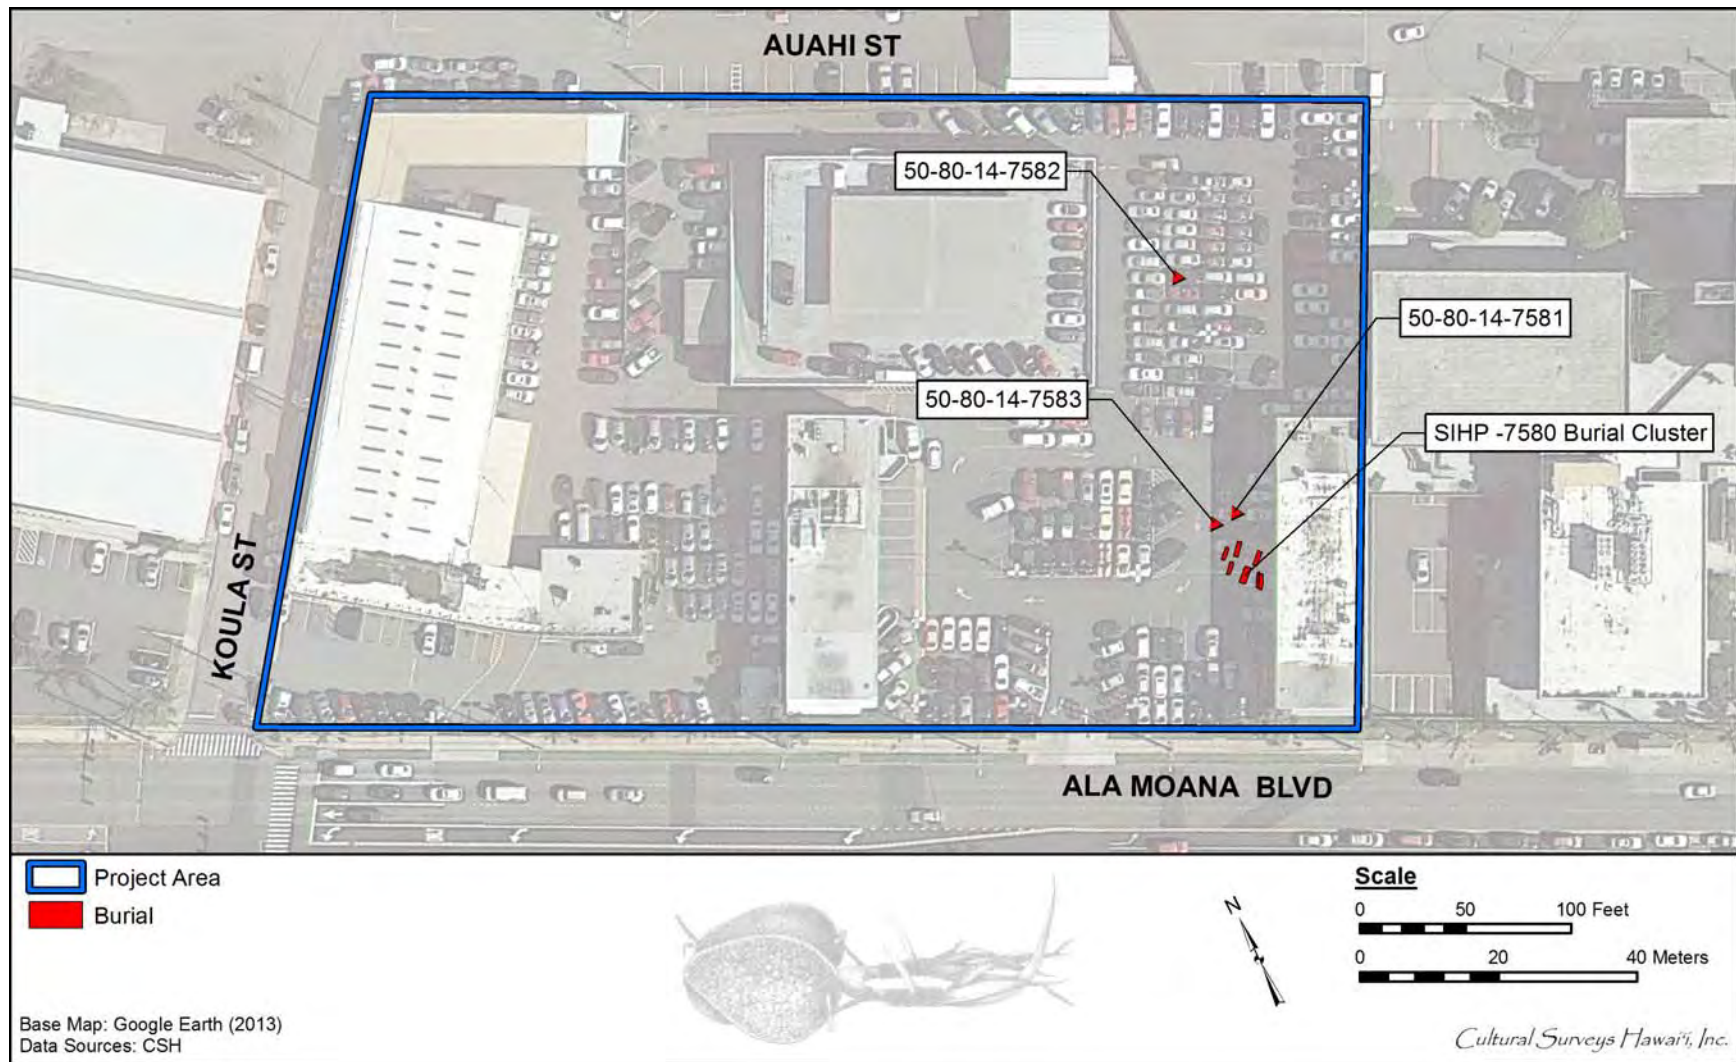 AUAHI ST
50-80-14-7582
50-80-14-7581
50-80-14-7583
SIHP -7580 Burial Cluster
KOULA ST
ALA MOANA BLVD
Project Area
Burial
N
Scale
0 50 100 Feet
0 20 40 Meters
Base Map: Google Earth (2013)
Data Sources: CSH
Cultural Surveys Hawai‘i, Inc.